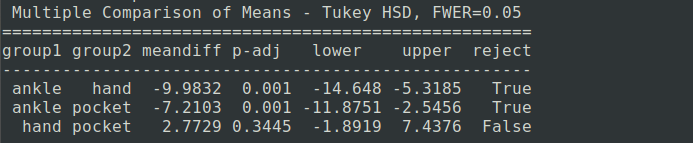 Multiple Comparison of Means - Tukey HSD, FWER=0.05
=====================================================
group1 group2 meandiff p-adj   lower    upper  reject
-----------------------------------------------------
 ankle   hand  -9.9832  0.001  -14.648 -5.3185   True
 ankle pocket  -7.2103  0.001 -11.8751 -2.5456   True
  hand pocket   2.7729 0.3445  -1.8919  7.4376  False